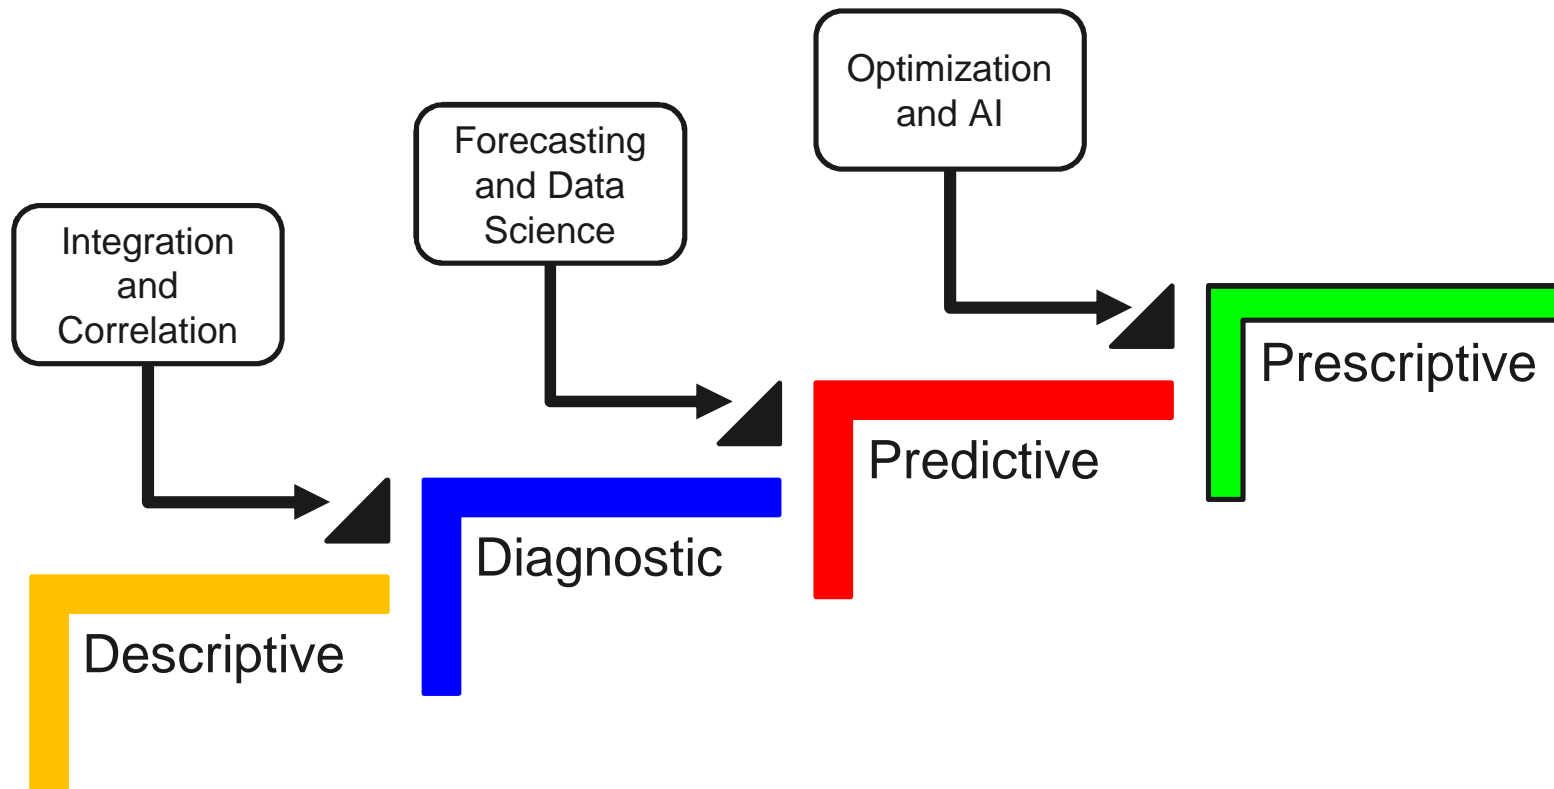 Optimization
and AI
Forecasting
and Data
Science
Integration
and
Correlation
Prescriptive
Predictive
Diagnostic
Descriptive